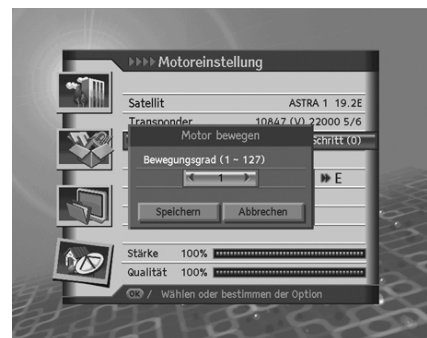 Motoreinstellung
Satellit ASTRA 1 19.2E
Transponder 10847 (V) 22000 5/6
Schritt (0)
Motor bewegen
Bewegungsgrad (1 ~ 127)
1
E
Speichern Abbrechen
Stärke 100%
Qualität 100%
OK / Wählen oder bestimmen der Option